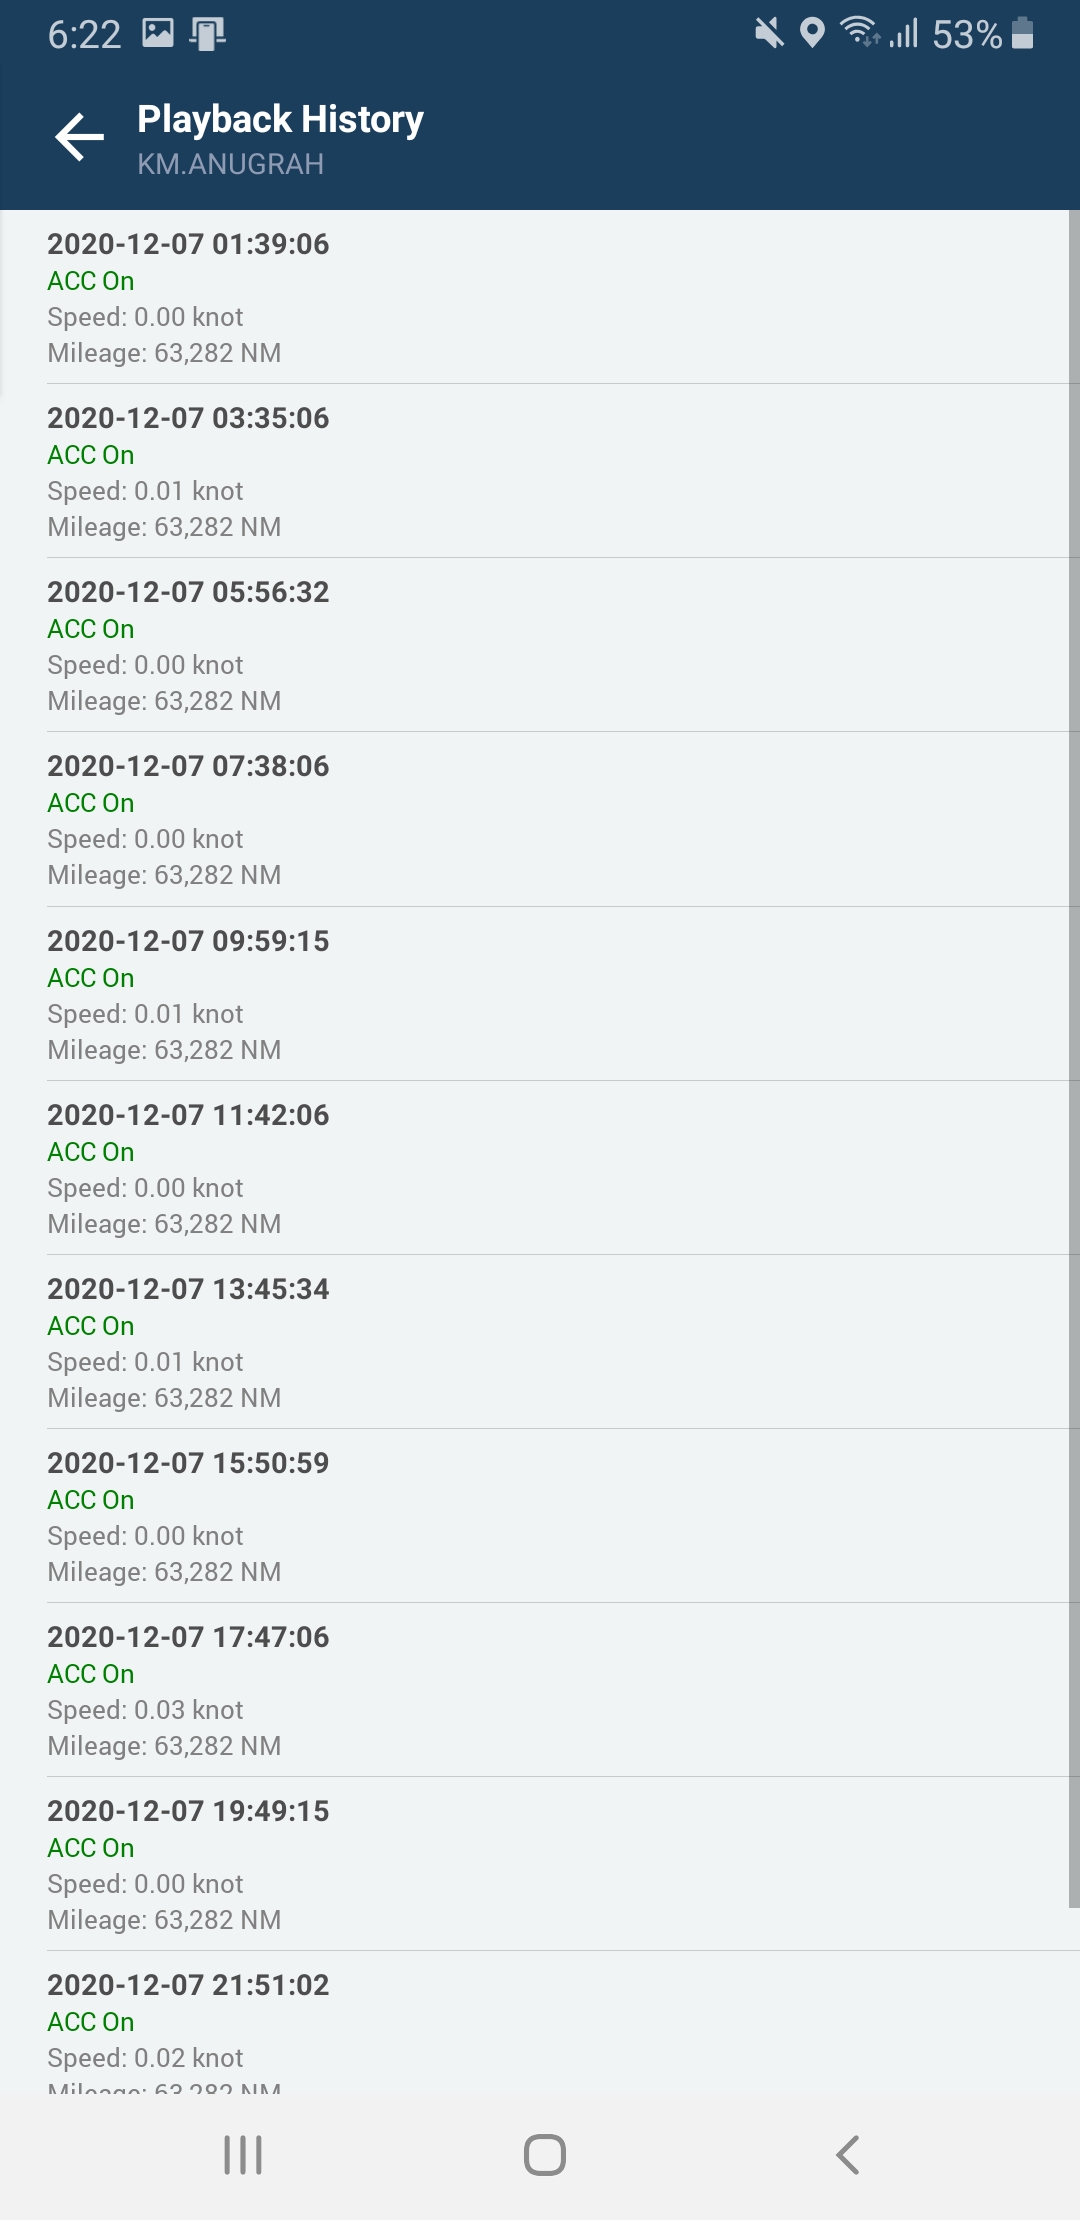 6:22
53%
Playback History
KM.ANUGRAH
2020-12-07 01:39:06
ACC On
Speed: 0.00 knot
Mileage: 63,282 NM
2020-12-07 03:35:06
ACC On
Speed: 0.01 knot
Mileage: 63,282 NM
2020-12-07 05:56:32
ACC On
Speed: 0.00 knot
Mileage: 63,282 NM
2020-12-07 07:38:06
ACC On
Speed: 0.00 knot
Mileage: 63,282 NM
2020-12-07 09:59:15
ACC On
Speed: 0.01 knot
Mileage: 63,282 NM
2020-12-07 11:42:06
ACC On
Speed: 0.00 knot
Mileage: 63,282 NM
2020-12-07 13:45:34
ACC On
Speed: 0.01 knot
Mileage: 63,282 NM
2020-12-07 15:50:59
ACC On
Speed: 0.00 knot
Mileage: 63,282 NM
2020-12-07 17:47:06
ACC On
Speed: 0.03 knot
Mileage: 63,282 NM
2020-12-07 19:49:15
ACC On
Speed: 0.00 knot
Mileage: 63,282 NM
2020-12-07 21:51:02
ACC On
Speed: 0.02 knot
Mileage: 63,282 NM